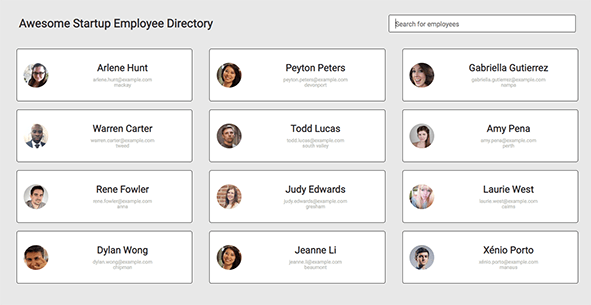 Awesome Startup Employee Directory
Search for employees
Arlene Hunt
arlene.hunt@example.com
mackay
Peyton Peters
peyton.peters@example.com
devonport
Gabriella Gutierrez
gabriella.gutierrez@example.com
nampa
Warren Carter
warren.carter@example.com
tweed
Todd Lucas
todd.lucas@example.com
south valley
Amy Pena
amy.pena@example.com
perth
Rene Fowler
rene.fowler@example.com
anna
Judy Edwards
judy.edwards@example.com
gresham
Laurie West
laurie.west@example.com
cairns
Dylan Wong
dylan.wong@example.com
chipman
Jeanne Li
jeanne.li@example.com
beaumont
Xénio Porto
xénio.porto@example.com
manaus